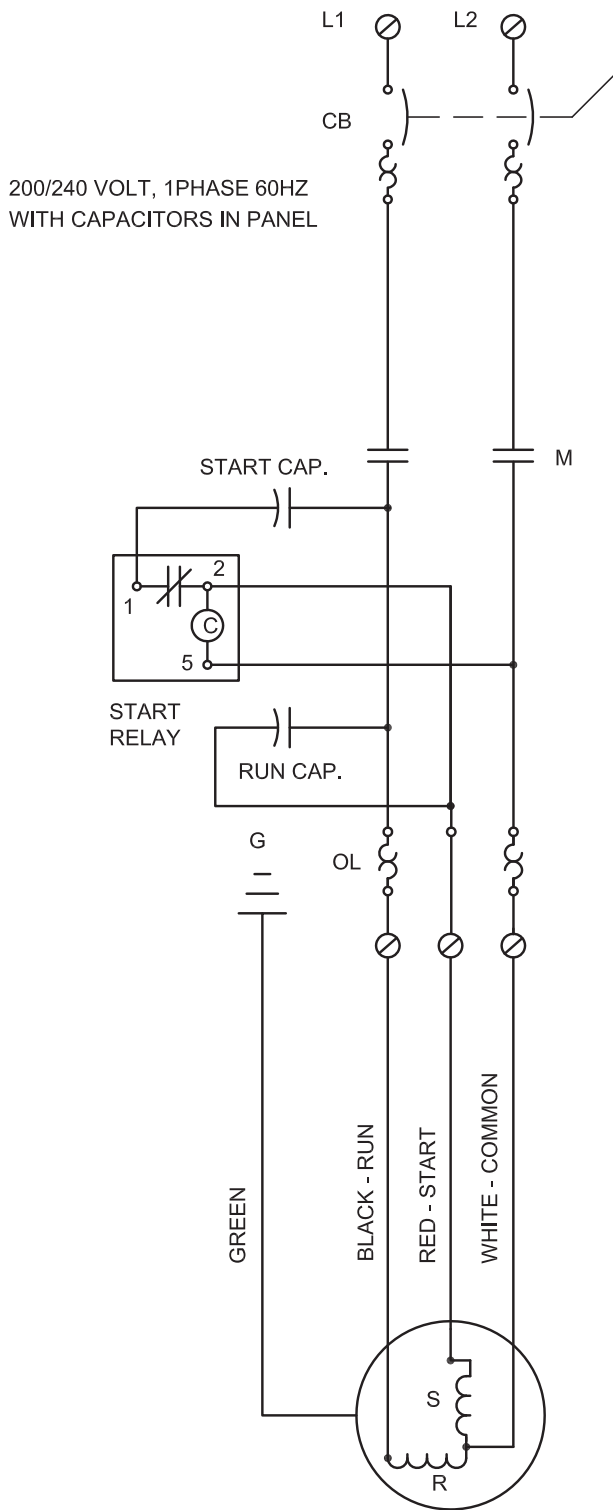 L1
L2
CB
200/240 VOLT, 1PHASE 60HZ
WITH CAPACITORS IN PANEL
M
START CAP.
1
2
C
5
START
RELAY
RUN CAP.
G
OL
GREEN
BLACK - RUN
RED - START
WHITE - COMMON
S
R